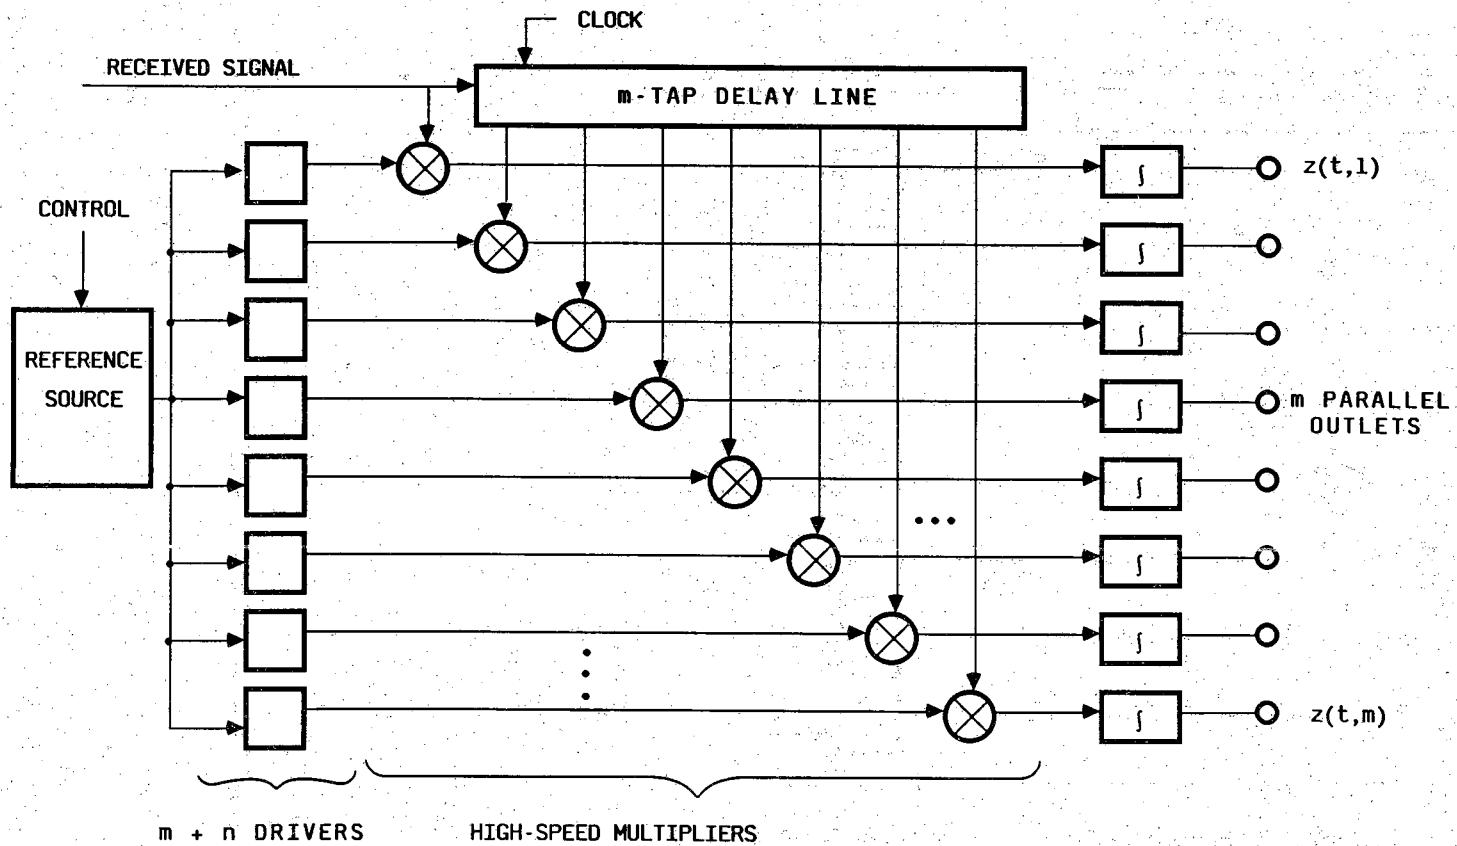 CLOCK
RECEIVED SIGNAL
m-TAP DELAY LINE
∫
z(t,1)
CONTROL
∫
∫
REFERENCE
SOURCE
∫
m PARALLEL
OUTLETS
∫
∫
∫
∫
z(t,m)
m + n DRIVERS
HIGH-SPEED MULTIPLIERS